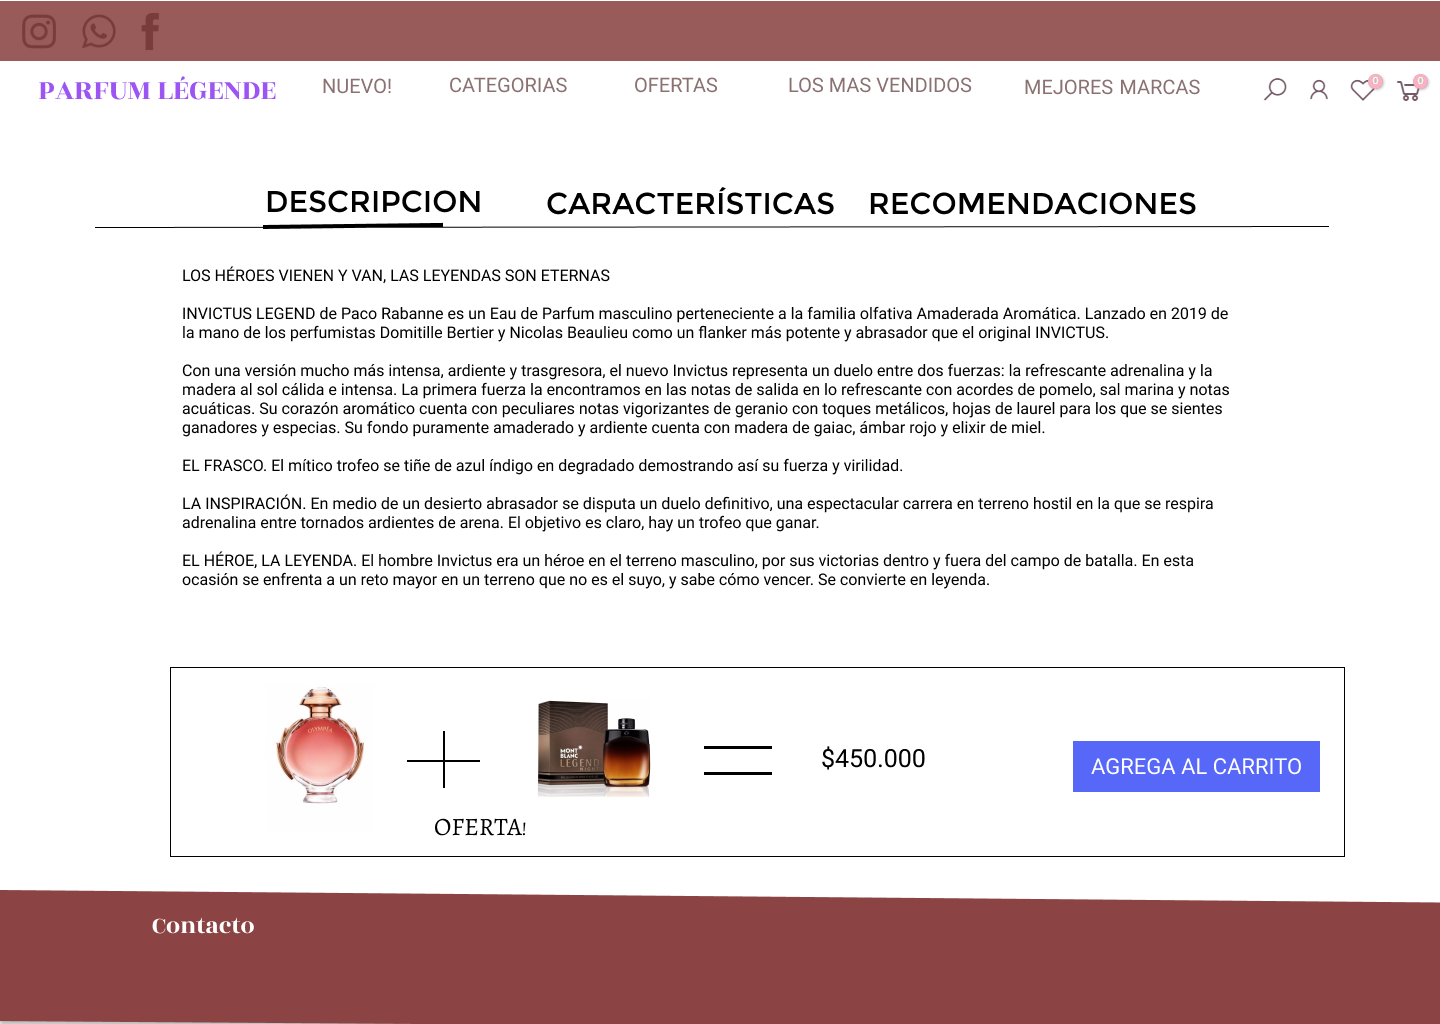 PARFUM LÉGENDE
NUEVO!
CATEGORIAS
OFERTAS
LOS MAS VENDIDOS
MEJORES MARCAS
0
0
DESCRIPCION
CARACTERÍSTICAS
RECOMENDACIONES
LOS HÉROES VIENEN Y VAN, LAS LEYENDAS SON ETERNAS
INVICTUS LEGEND de Paco Rabanne es un Eau de Parfum masculino perteneciente a la familia olfativa Amaderada Aromática. Lanzado en 2019 de
la mano de los perfumistas Domitille Bertier y Nicolas Beaulieu como un flanker más potente y abrasador que el original INVICTUS.
Con una versión mucho más intensa, ardiente y trasgresora, el nuevo Invictus representa un duelo entre dos fuerzas: la refrescante adrenalina y la
madera al sol cálida e intensa. La primera fuerza la encontramos en las notas de salida en lo refrescante con acordes de pomelo, sal marina y notas
acuáticas. Su corazón aromático cuenta con peculiares notas vigorizantes de geranio con toques metálicos, hojas de laurel para los que se sientes
ganadores y especias. Su fondo puramente amaderado y ardiente cuenta con madera de gaiac, ámbar rojo y elixir de miel.
EL FRASCO. El mítico trofeo se tiñe de azul índigo en degradado demostrando así su fuerza y virilidad.
LA INSPIRACIÓN. En medio de un desierto abrasador se disputa un duelo definitivo, una espectacular carrera en terreno hostil en la que se respira
adrenalina entre tornados ardientes de arena. El objetivo es claro, hay un trofeo que ganar.
EL HÉROE, LA LEYENDA. El hombre Invictus era un héroe en el terreno masculino, por sus victorias dentro y fuera del campo de batalla. En esta
ocasión se enfrenta a un reto mayor en un terreno que no es el suyo, y sabe cómo vencer. Se convierte en leyenda.
OLYMPĒA
MONT
BLANC
LEGEND
NIGHT
$450.000
AGREGA AL CARRITO
OFERTA!
Contacto